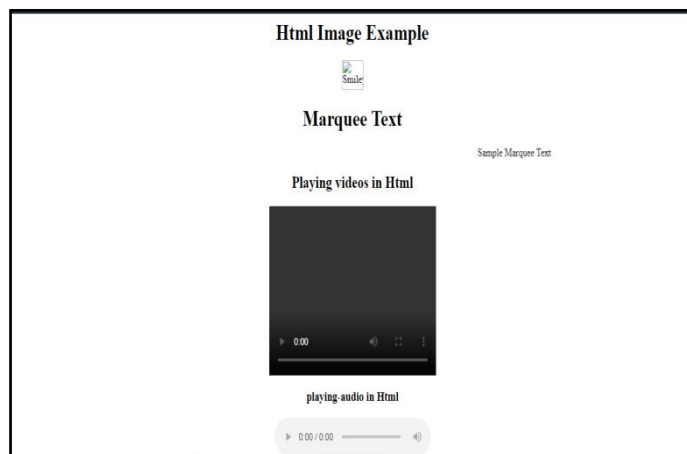 Html Image Example
Smiley
Marquee Text
Sample Marquee Text
Playing videos in Html
0:00
playing-audio in Html
0:00 / 0:00